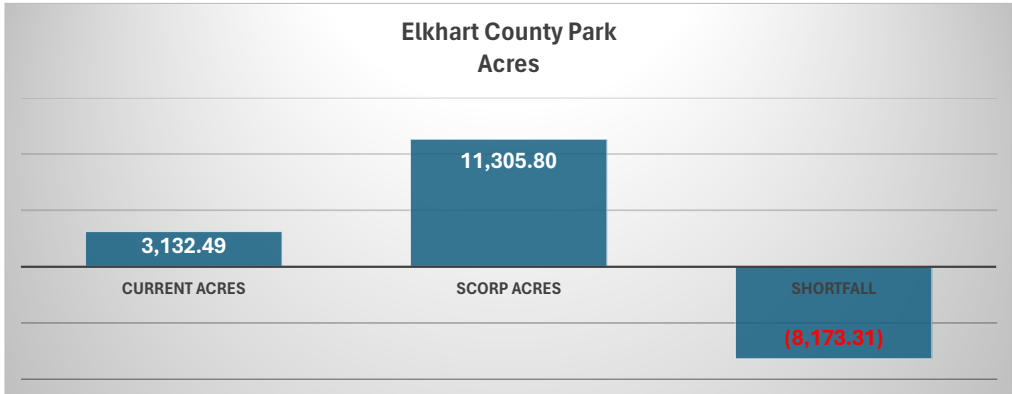 Elkhart County Park
Acres
11,305.80
3,132.49
CURRENT ACRES
SCORP ACRES
SHORTFALL
(8,173.31)